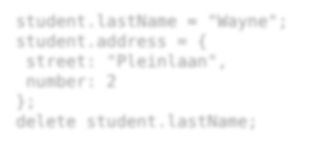 student.lastName = "Wayne";
student.address = {
 street: "Pleinlaan",
 number: 2
};
delete student.lastName;